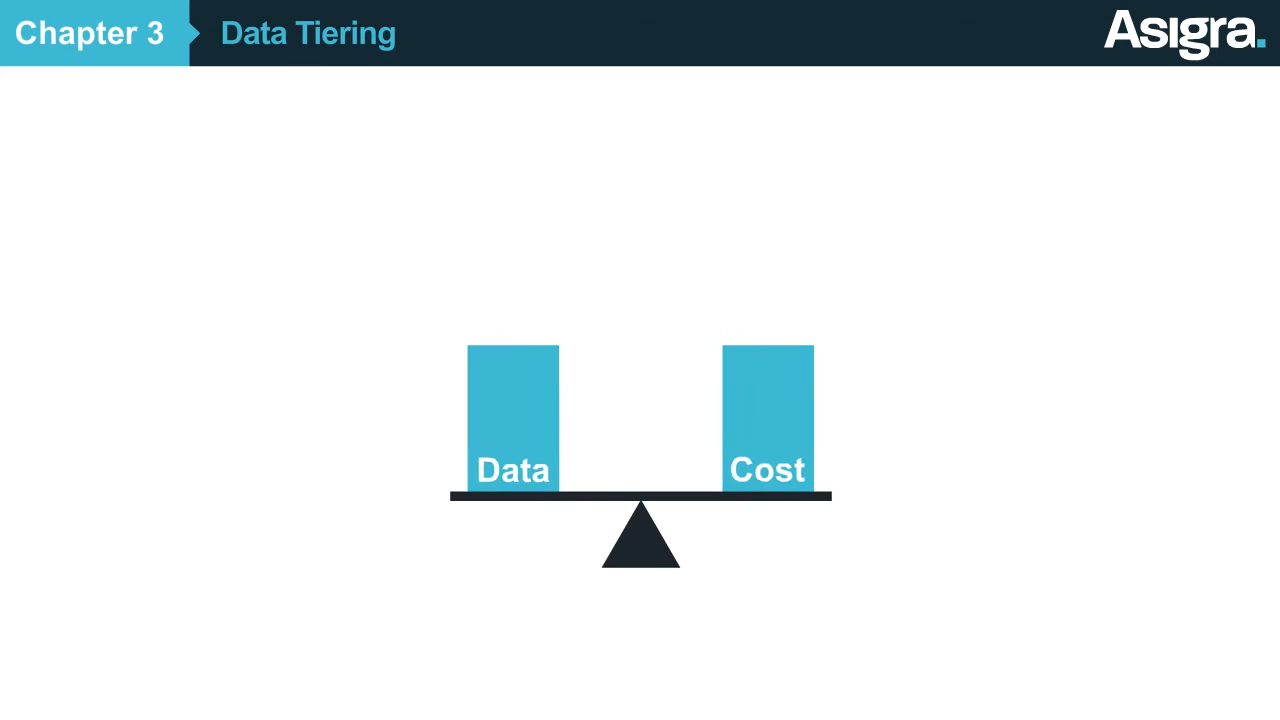 Chapter 3
Data Tiering
Asigra.
Data
Cost